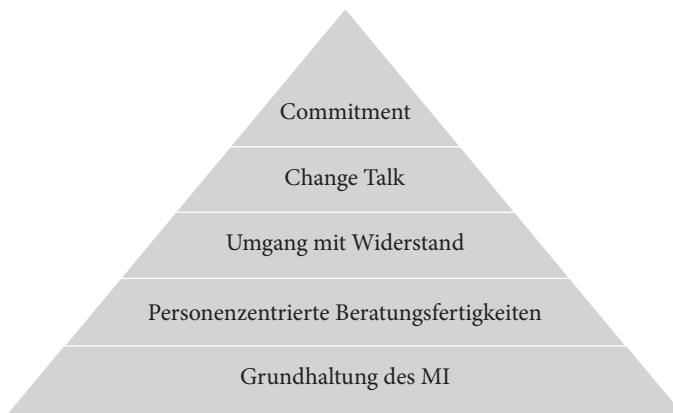 Commitment
Change Talk
Umgang mit Widerstand
Personenzentrierte Beratungsfertigkeiten
Grundhaltung des MI